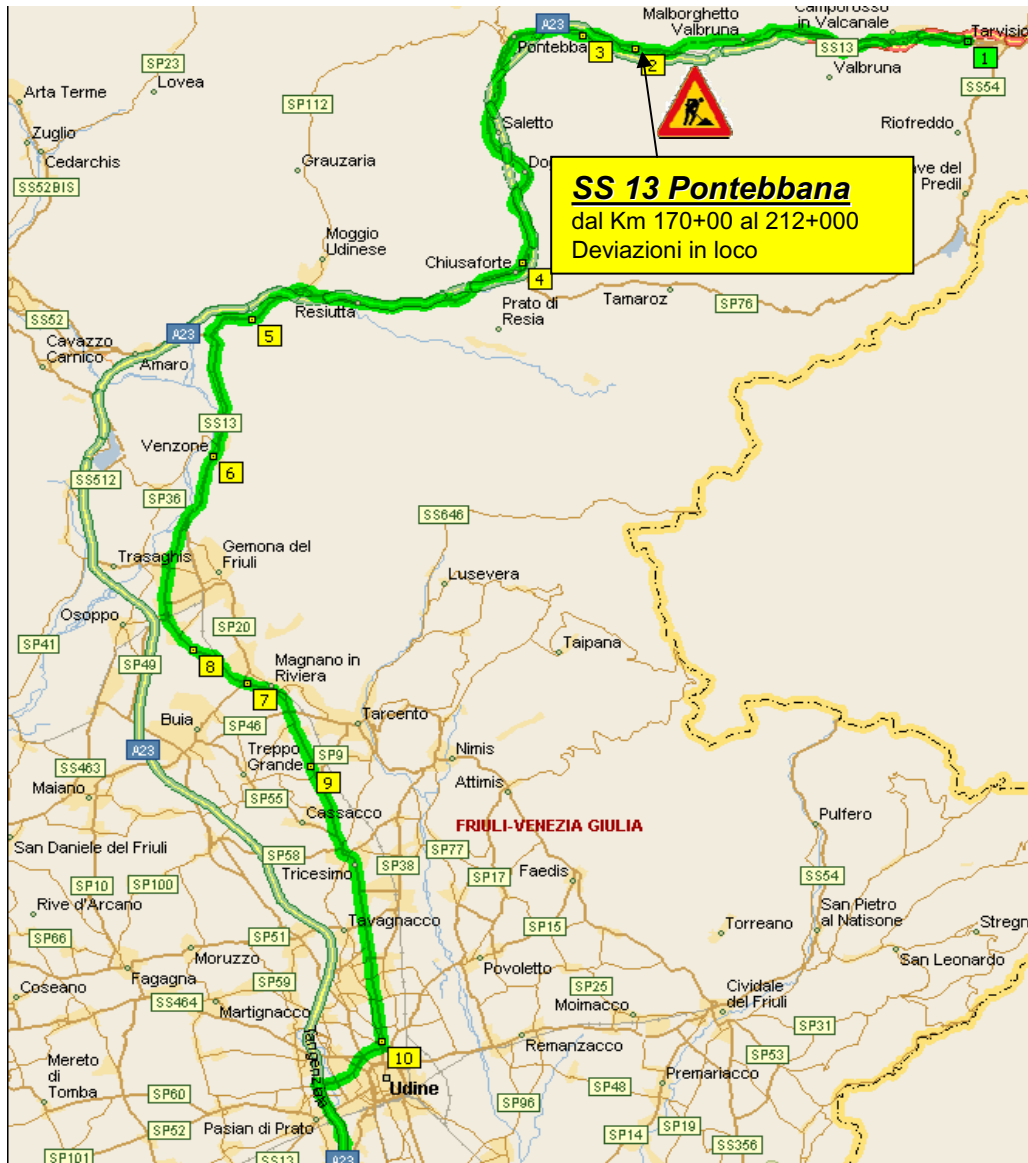 A23
Malborghetto
Valbruna
Camporosso
in Valcanale
Tarvisio
Pontebba
3
2
SS13
1
SP23
Lovea
Valbruna
SS54
Arta Terme
SP112
Saletto
Riofreddo
Zuglio
Cedarchis
Grauzaria
SS52BIS
SS 13 Pontebbana
dal Km 170+00 al 212+000
Deviazioni in loco
ave del
Predil
Moggio
Udinese
Chiusaforte
4
Prato di
Resia
Tamaroz
SP76
SS52
Resiutta
5
A23
Cavazzo
Carnico
Amaro
SS13
Venzone
6
SS512
SP36
SS646
Trasaghis
Gemona del
Friuli
Lusevera
Osoppo
SP20
SP41
SP49
8
Taipana
Magnano in
Riviera
7
Buia
SP46
Tarcento
A23
Treppo
Grande
SP9
Nimis
SS463
9
Maiano
SP55
Attimis
Cassacco
Pulfero
FRIULI-VENEZIA GIULIA
San Daniele del Friuli
SP58
SP77
Tricesimo
SP38
SP17
Faedis
SP10
SP100
SS54
Rive d'Arcano
San Pietro
al Natisone
Tavagnacco
SP15
Torreano
Stregn
SP66
SP51
Moruzzo
San Leonardo
Fagagna
Povoletto
Coseano
SP59
SP25
SS464
Martignacco
Moimacco
Cividale
del Friuli
SP31
Tangenziale
10
Remanzacco
SP53
Mereto
di
Tomba
Udine
Premariacco
SP60
SP96
SP48
SP52
Pasian di Prato
SP14
SP19
SS356
SP101
SS13
A23